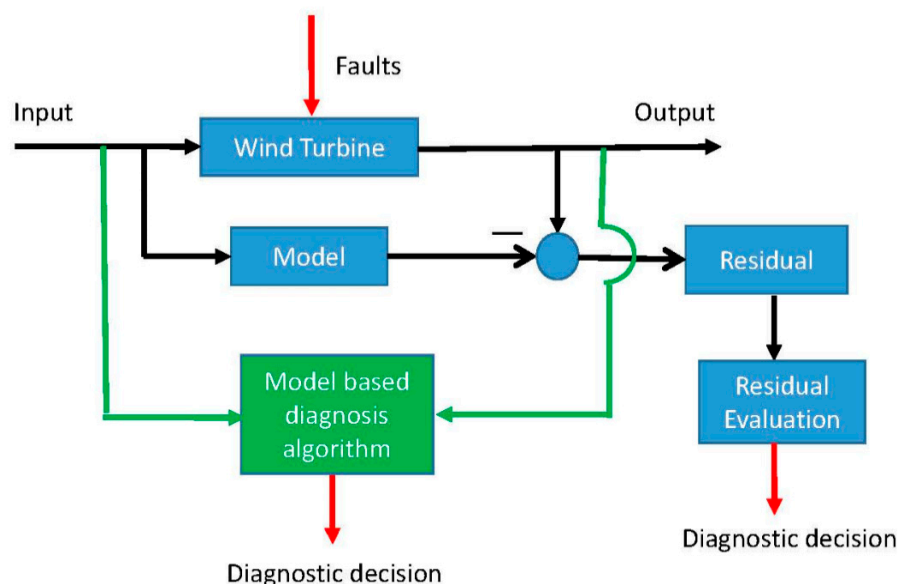 Faults
Input
Output
Wind Turbine
Model
Residual
Model based
diagnosis
algorithm
Residual
Evaluation
Diagnostic decision
Diagnostic decision